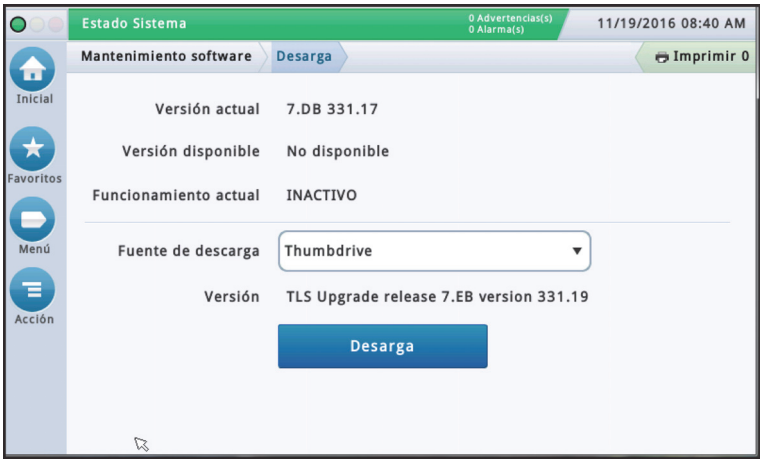 Estado Sistema
0 Advertencias(s)
0 Alarma(s)
11/19/2016 08:40 AM
Mantenimiento software
Desarga
Imprimir 0
Inicial
Favoritos
Menú
Acción
Versión actual 7.DB 331.17
Versión disponible No disponible
Funcionamiento actual INACTIVO
Fuente de descarga Thumbdrive
Versión TLS Upgrade release 7.EB version 331.19
Desarga